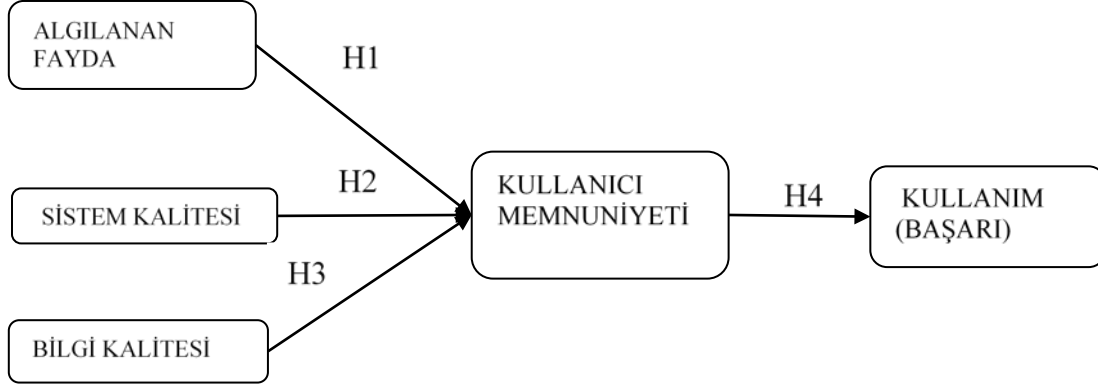 ALGILANAN
FAYDA
H1
SİSTEM KALİTESİ
H2
BİLGİ KALİTESİ
H3
KULLANICI
MEMNUNİYETİ
H4
KULLANIM
(BAŞARI)